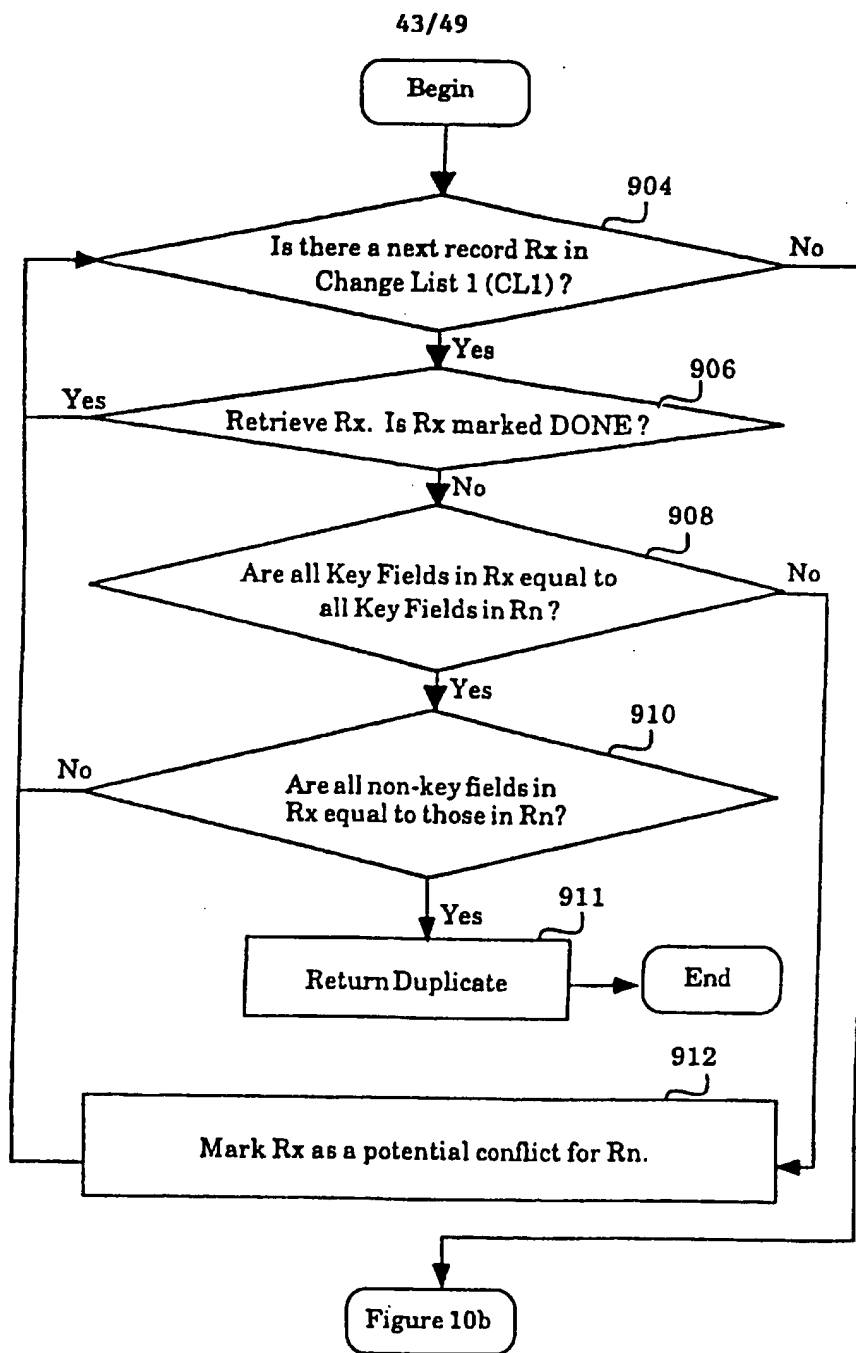 43/49
Begin
904
Is there a next record Rx in
Change List 1 (CL1) ?
No
Yes
906
Yes
Retrieve Rx. Is Rx marked DONE ?
No
908
Are all Key Fields in Rx equal to
all Key Fields in Rn ?
No
Yes
910
No
Are all non-key fields in
Rx equal to those in Rn?
Yes
911
Return Duplicate
End
912
Mark Rx as a potential conflict for Rn.
Figure 10b